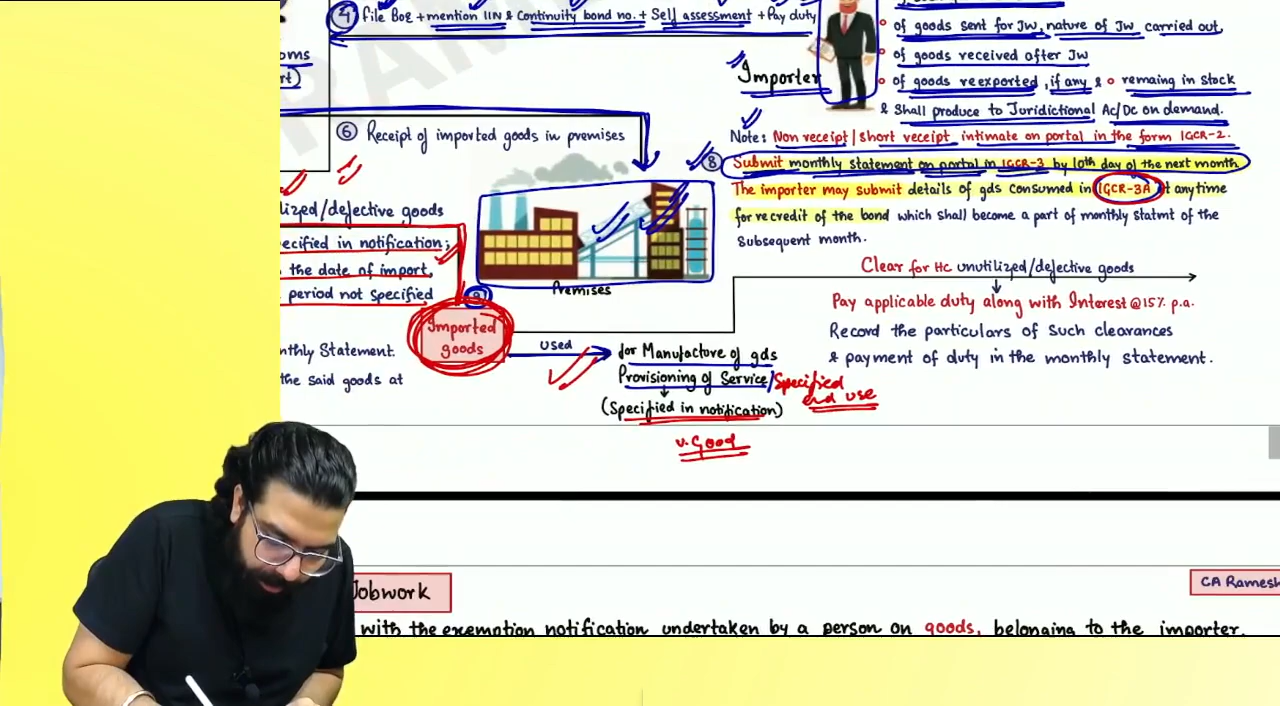 ④ File BoE + mention IIN & Continuity bond no. + Self assessment + Pay duty
oms
rt)
of goods sent for Jw, nature of Jw carried out,
of goods received after Jw
Importer
of goods reexported, if any & remaing in stock
& Shall produce to Juridictional Ac/Dc on demand.
Note: Non receipt/short receipt intimate on portal in the form IGCR-2.
⑧ Submit monthly statement on portal in IGCR-3 by 10th day of the next month
The importer may submit details of gds consumed in IGCR-3A at anytime
for recredit of the bond which shall become a part of monthly statmt of the
Subsequent month.
⑥ Receipt of imported goods in premises
Premises
lized/defective goods
ecified in notification;
the date of import,
period not specified
⑨
Imported
goods
nthly Statement.
the said goods at
used
for Manufacture of gds
Provisioning of Service/Specified
end use
(Specified in notification)
v. Good
Clear for HC unutilized/defective goods
Pay applicable duty along with Interest @15% p.a.
Record the particulars of Such clearances
& payment of duty in the monthly statement.
Jobwork
CA Ramesh
with the exemption notification undertaken by a person on goods, belonging to the importer.